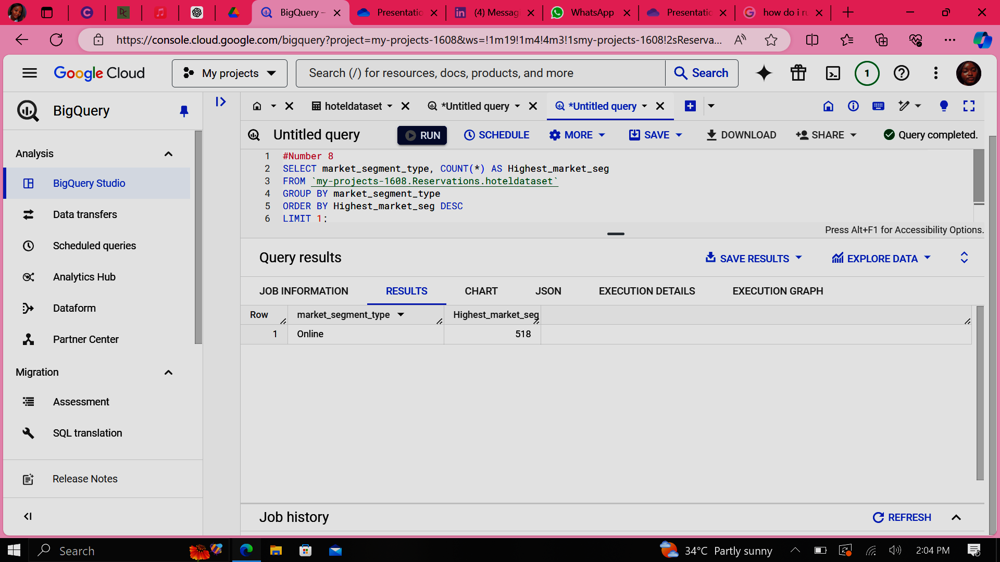 BigQuery –
Presentatio
(4) Messag
WhatsApp
Presentatic
how do i ru
https://console.cloud.google.com/bigquery?project=my-projects-1608&ws=!1m19!1m4!4m3!1smy-projects-1608!2sReserva...
Google Cloud
My projects
Search (/) for resources, docs, products, and more
Search
1
BigQuery
hoteldataset
*Untitled query
*Untitled query
Untitled query
RUN
SCHEDULE
MORE
SAVE
DOWNLOAD
SHARE
Query completed.
Analysis
BigQuery Studio
Data transfers
Scheduled queries
Analytics Hub
Dataform
Partner Center
Migration
Assessment
SQL translation
Release Notes
1 #Number 8
2 SELECT market_segment_type, COUNT(*) AS Highest_market_seg
3 FROM `my-projects-1608.Reservations.hoteldataset`
4 GROUP BY market_segment_type
5 ORDER BY Highest_market_seg DESC
6 LIMIT 1;
Press Alt+F1 for Accessibility Options.
Query results
SAVE RESULTS
EXPLORE DATA
JOB INFORMATION
RESULTS
CHART
JSON
EXECUTION DETAILS
EXECUTION GRAPH
Row market_segment_type Highest_market_seg
1 Online 518
Job history
REFRESH
Search
34°C Partly sunny
2:04 PM